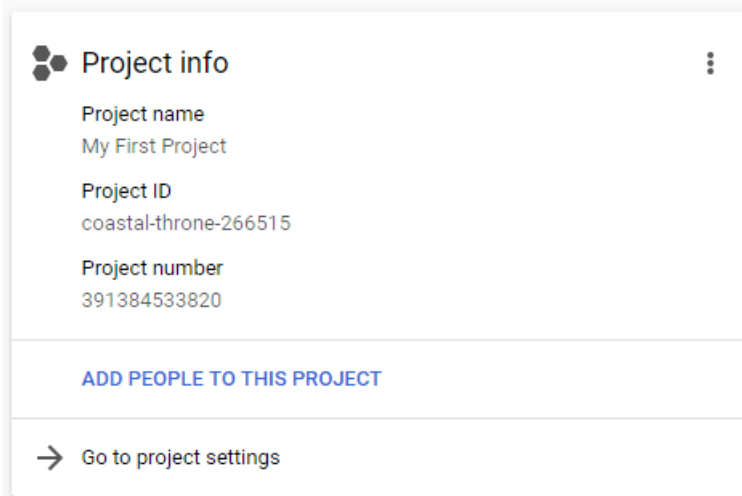 Project info
Project name
My First Project
Project ID
coastal-throne-266515
Project number
391384533820
ADD PEOPLE TO THIS PROJECT
Go to project settings